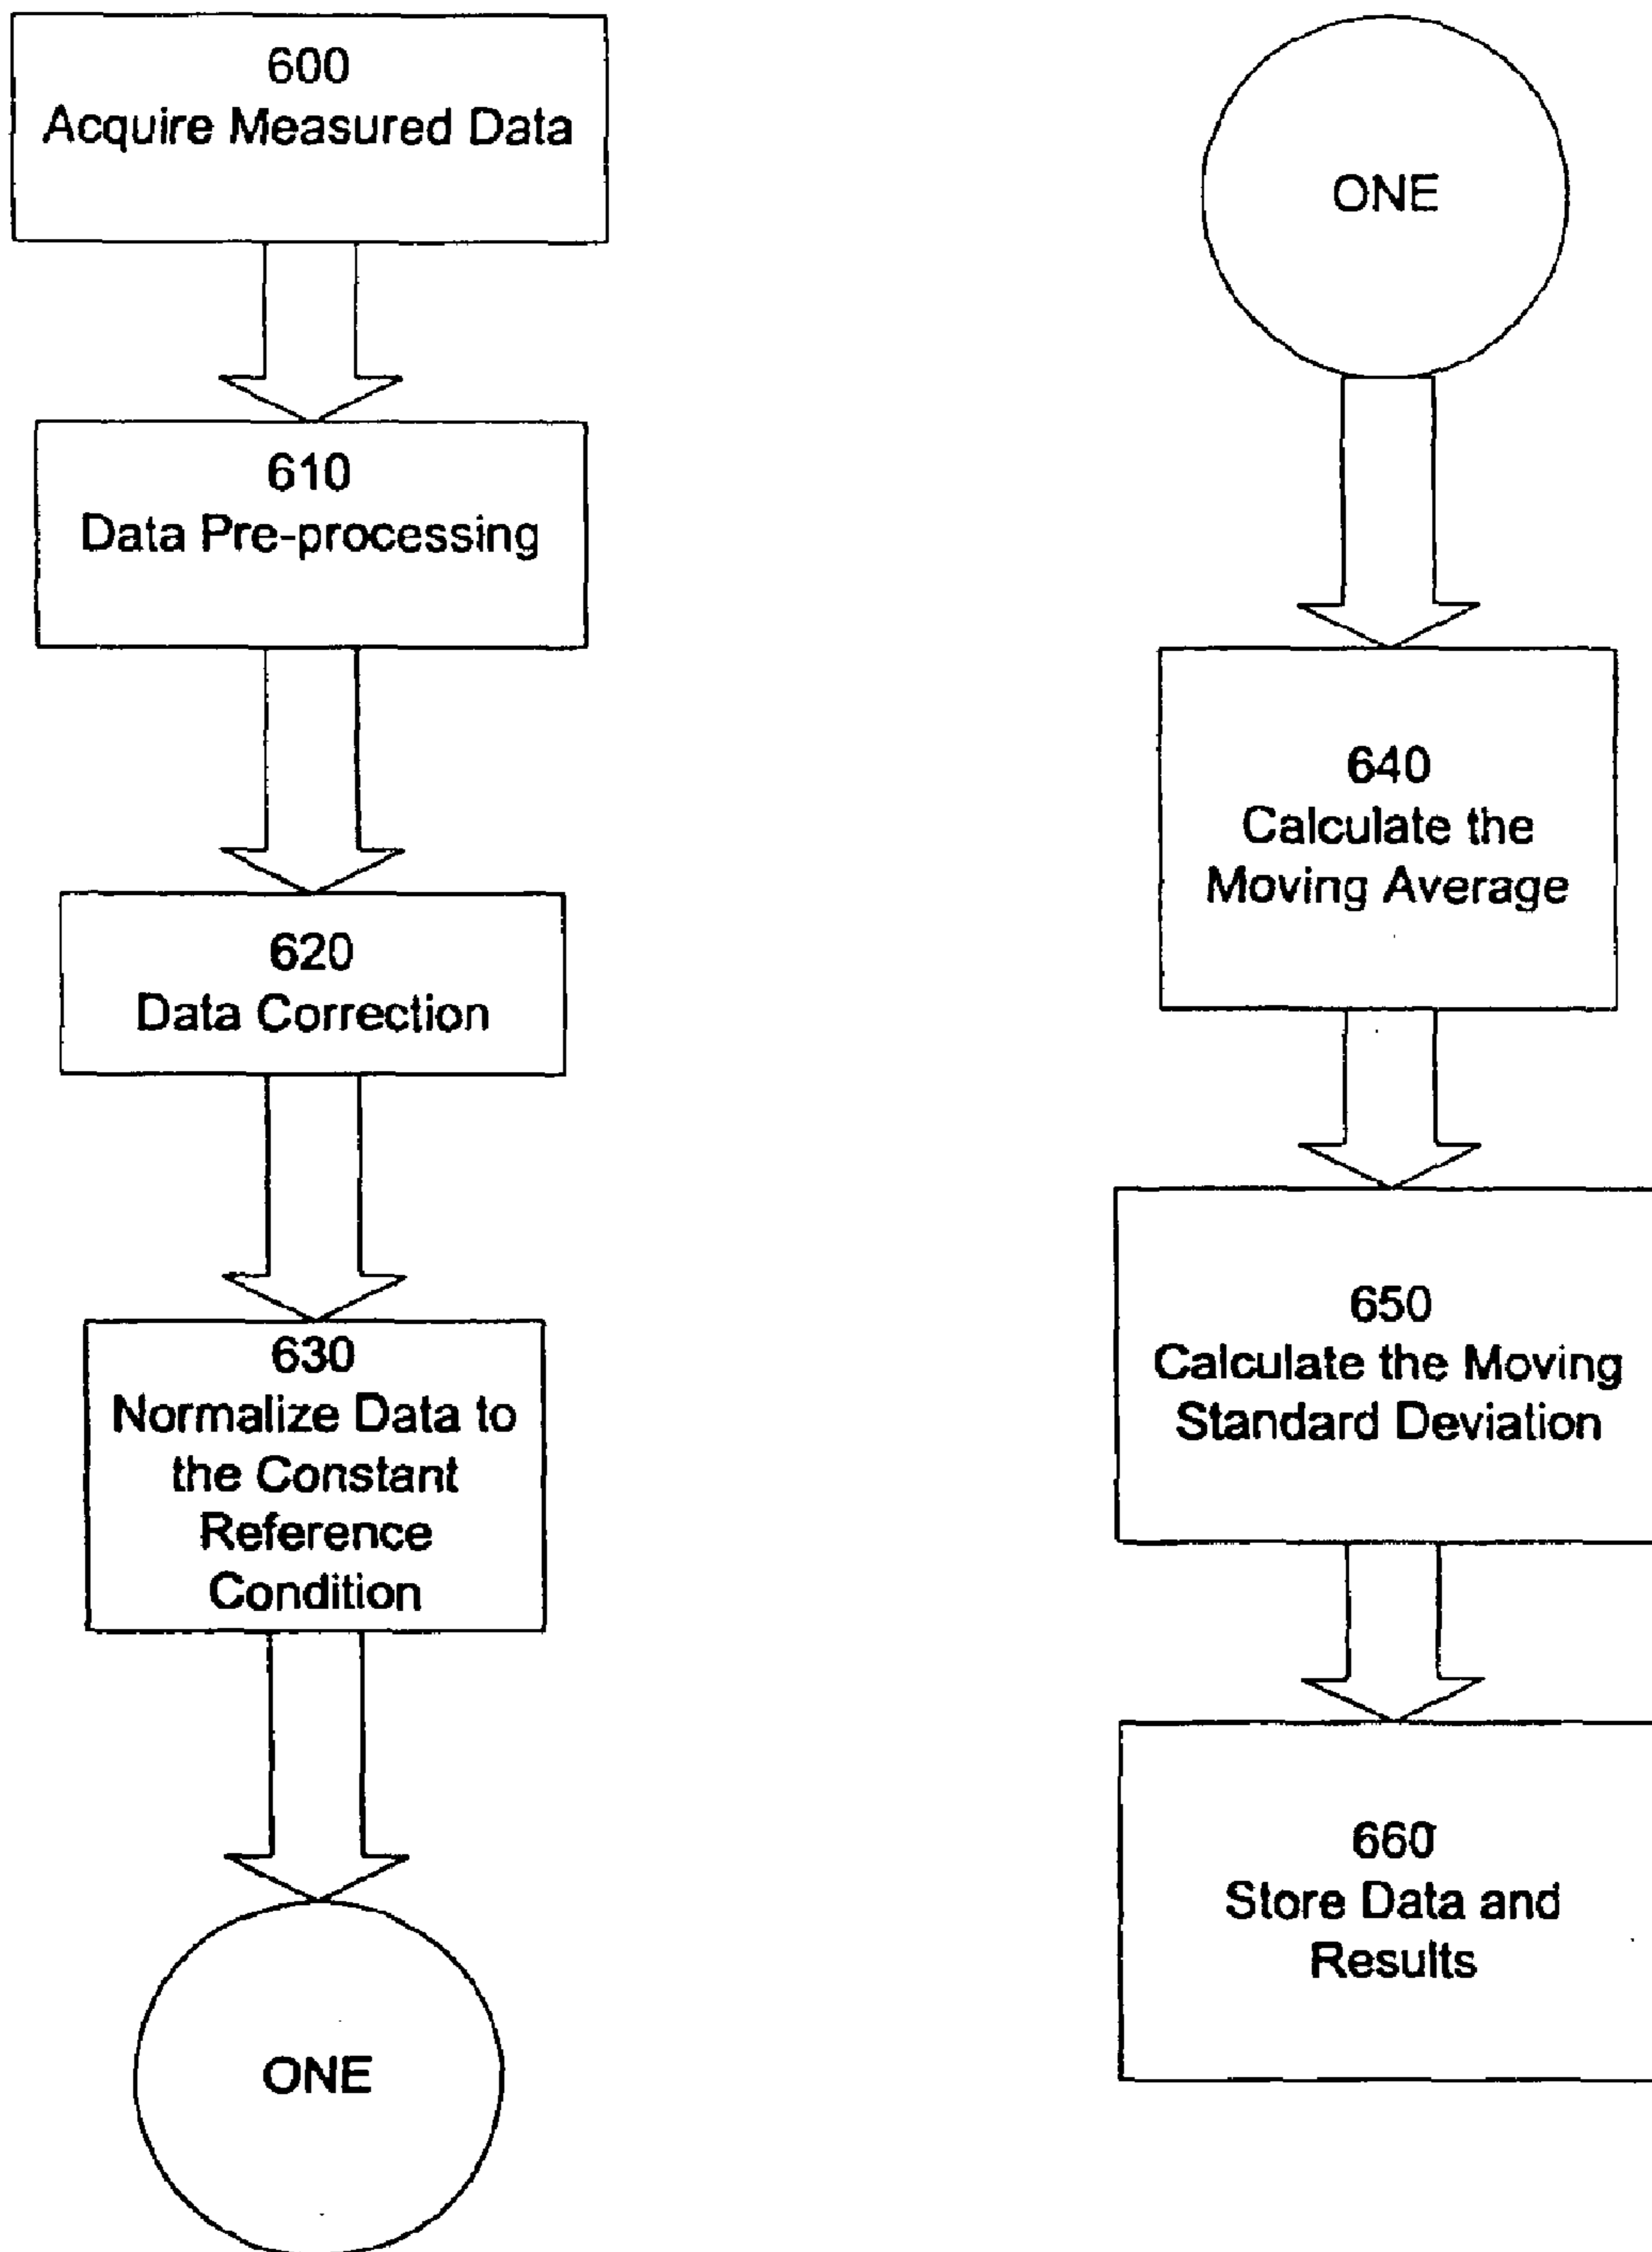 600
Acquire Measured Data
610
Data Pre-processing
620
Data Correction
630
Normalize Data to
the Constant
Reference
Condition
ONE
ONE
640
Calculate the
Moving Average
650
Calculate the Moving
Standard Deviation
660
Store Data and
Results